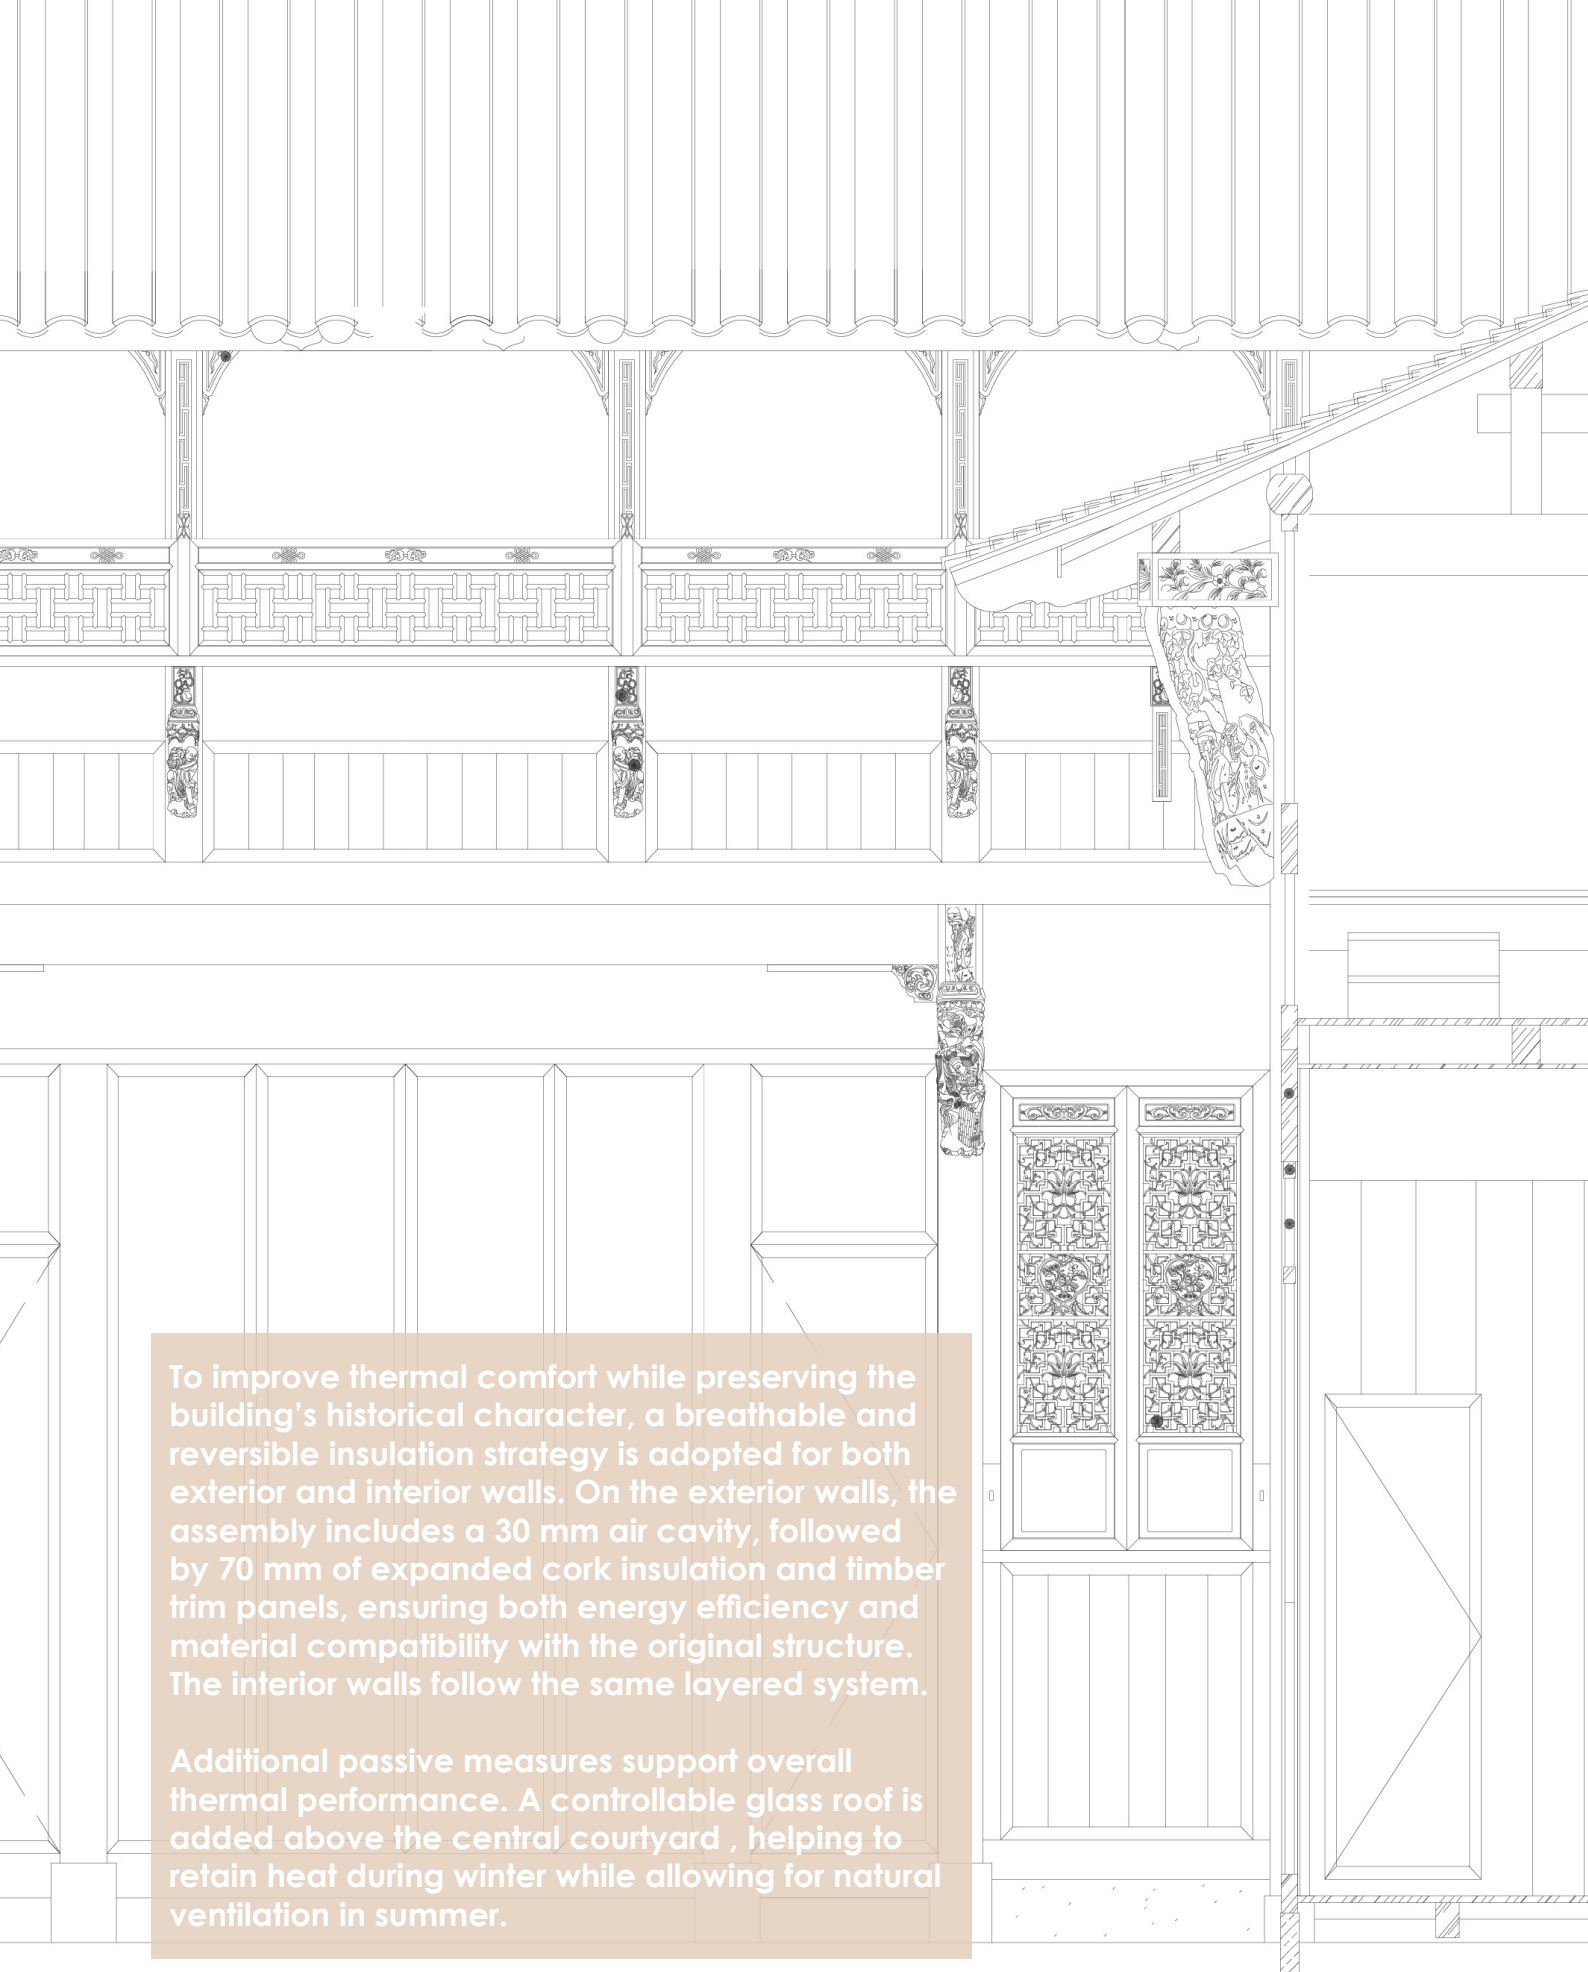 To improve thermal comfort while preserving the
building’s historical character, a breathable and
reversible insulation strategy is adopted for both
exterior and interior walls. On the exterior walls, the
assembly includes a 30 mm air cavity, followed
by 70 mm of expanded cork insulation and timber
trim panels, ensuring both energy efficiency and
material compatibility with the original structure.
The interior walls follow the same layered system.
Additional passive measures support overall
thermal performance. A controllable glass roof is
added above the central courtyard , helping to
retain heat during winter while allowing for natural
ventilation in summer.